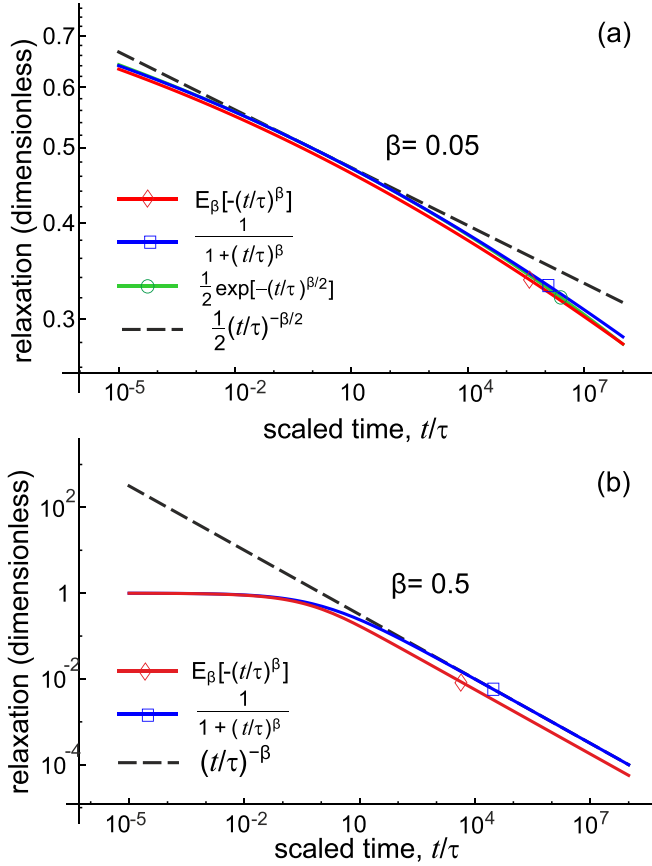 (a)
0.7
0.6
0.5
0.4
0.3
relaxation (dimensionless)
β= 0.05
E_β[-(t/τ)^β]
1/(1+(t/τ)^β)
1/2 exp[-(t/τ)^{β/2}]
1/2 (t/τ)^{-β/2}
10^{-5} 10^{-2} 10 10^4 10^7
scaled time, t/τ
(b)
10^2
1
10^{-2}
10^{-4}
relaxation (dimensionless)
β= 0.5
E_β[-(t/τ)^β]
1/(1+(t/τ)^β)
(t/τ)^{-β}
10^{-5} 10^{-2} 10 10^4 10^7
scaled time, t/τ